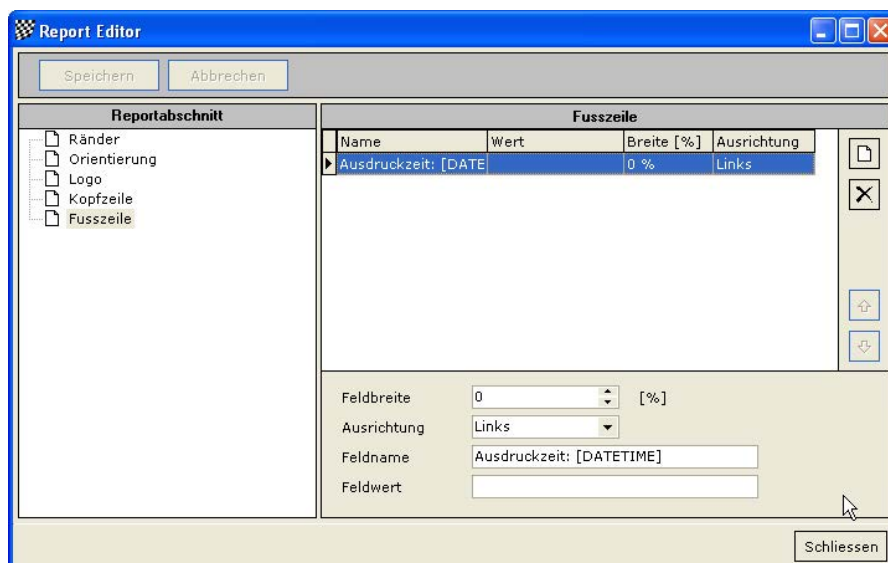 Report Editor
Speichern Abbrechen
Reportabschnitt
Ränder
Orientierung
Logo
Kopfzeile
Fusszeile
Fusszeile
Name Wert Breite [%] Ausrichtung
Ausdruckzeit: [DATE 0 % Links
Feldbreite 0 [%]
Ausrichtung Links
Feldname Ausdruckzeit: [DATETIME]
Feldwert
Schliessen